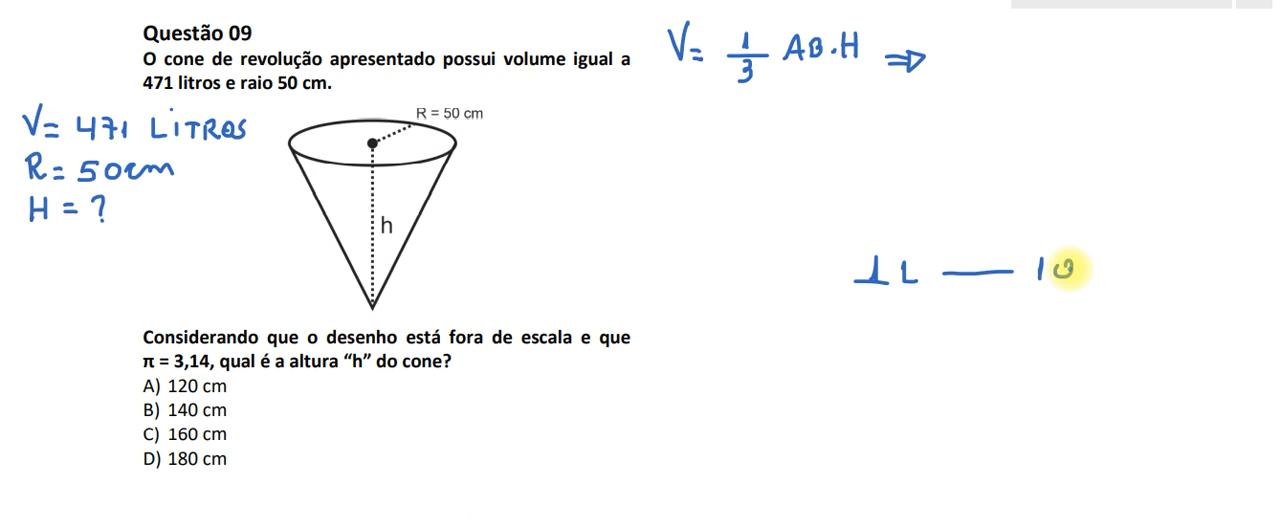 Questão 09
O cone de revolução apresentado possui volume igual a
471 litros e raio 50 cm.
V= 471 LiTROS
R= 50cm
H = ?
R = 50 cm
h
Considerando que o desenho está fora de escala e que
π = 3,14, qual é a altura “h” do cone?
A) 120 cm
B) 140 cm
C) 160 cm
D) 180 cm
V= 1/3 AB.H ⇒
1L — 10